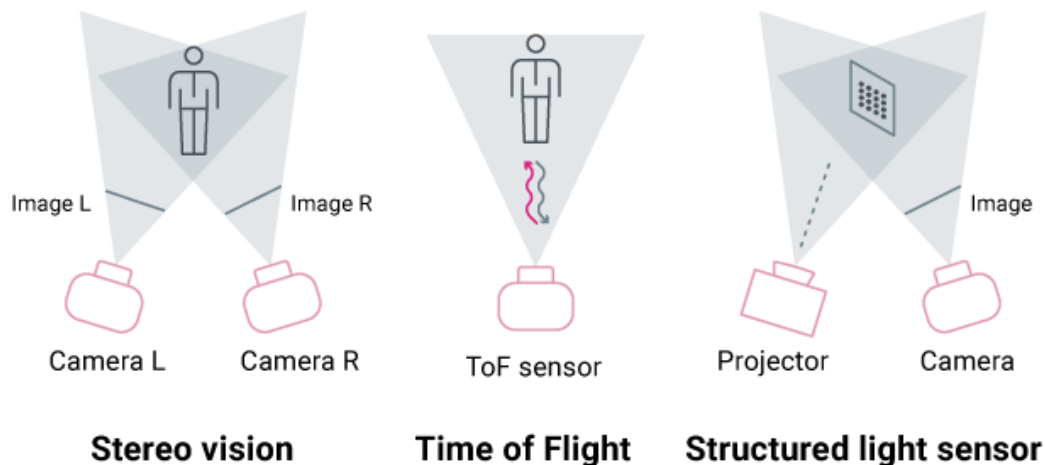 Image L
Image R
Camera L
Camera R
Stereo vision
ToF sensor
Time of Flight
Image
Projector
Camera
Structured light sensor